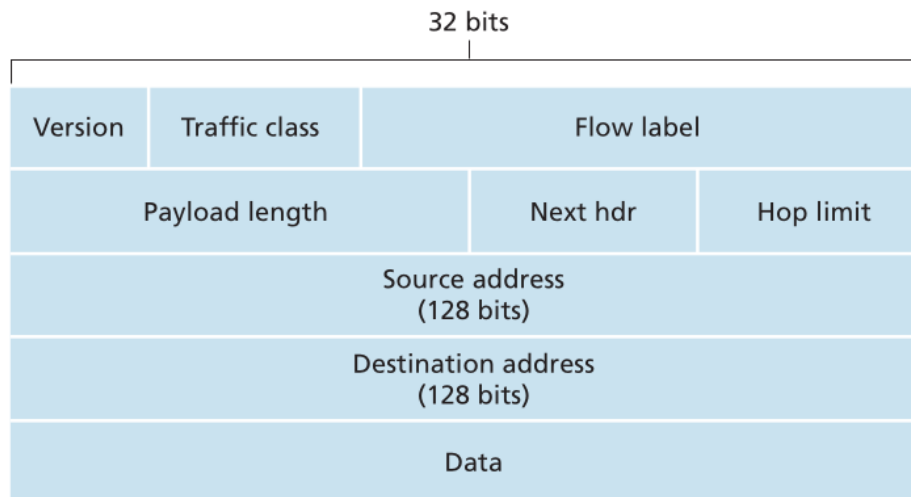 32 bits
Version Traffic class Flow label
Payload length Next hdr Hop limit
Source address
(128 bits)
Destination address
(128 bits)
Data